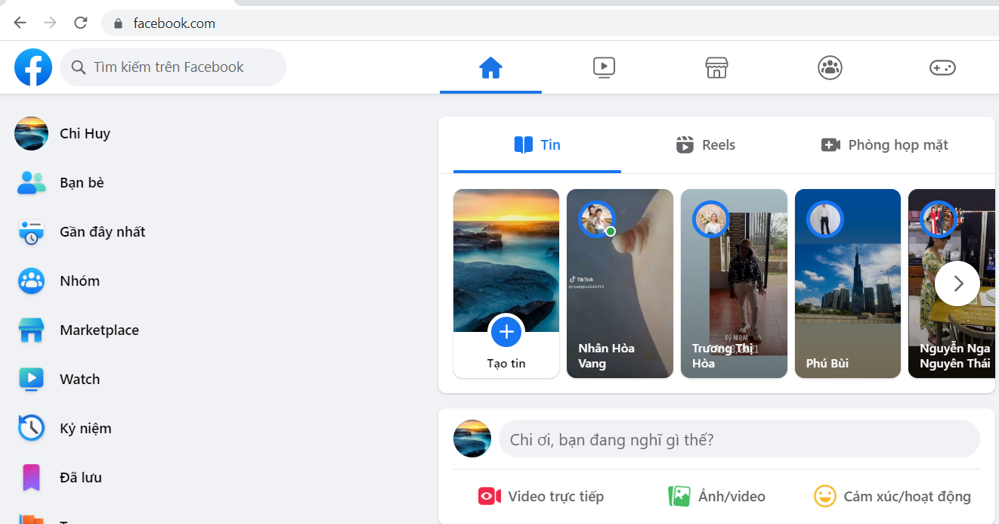 facebook.com
Tìm kiếm trên Facebook
Chi Huy
Bạn bè
Gần đây nhất
Nhóm
Marketplace
Watch
Kỷ niệm
Đã lưu
Tin
Reels
Phòng họp mặt
Tạo tin
TikTok
Nhân Hòa
Vang
KỶ NIỆM
Trương Thị
Hòa
Phú Bùi
Nguyễn Nga
Nguyên Thái
Chi ơi, bạn đang nghĩ gì thế?
Video trực tiếp
Ảnh/video
Cảm xúc/hoạt động